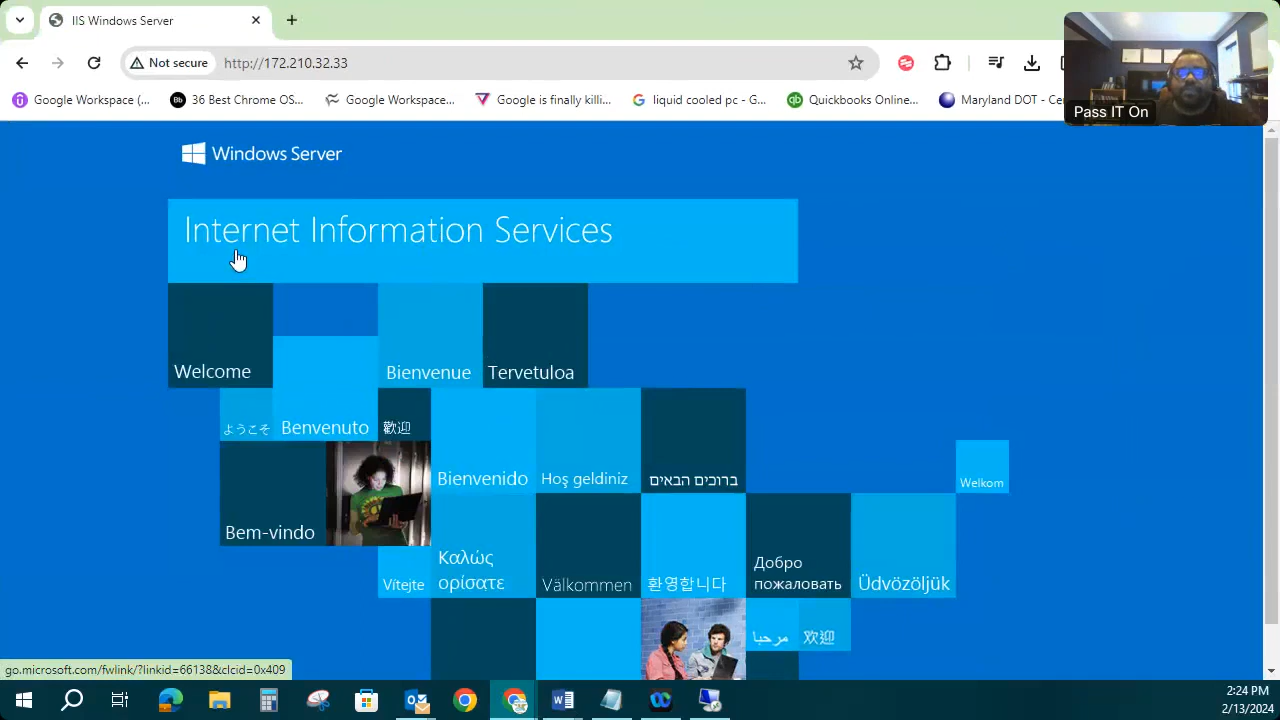 IIS Windows Server
Not secure
http://172.210.32.33
Google Workspace (...
36 Best Chrome OS...
Google Workspace...
Google is finally killi...
liquid cooled pc - G...
Quickbooks Online...
Maryland DOT - Ce
Pass IT On
Windows Server
Internet Information Services
Welcome
Bienvenue
Tervetuloa
ようこそ
Benvenuto
歡迎
Bienvenido
Hoş geldiniz
ברוכים הבאים
Welkom
Bem-vindo
Vítejte
Καλώς
ορίσατε
Välkommen
환영합니다
Добро
пожаловать
Üdvözöljük
مرحبا
欢迎
go.microsoft.com/fwlink/?linkid=66138&clcid=0x409
2:24 PM
2/13/2024